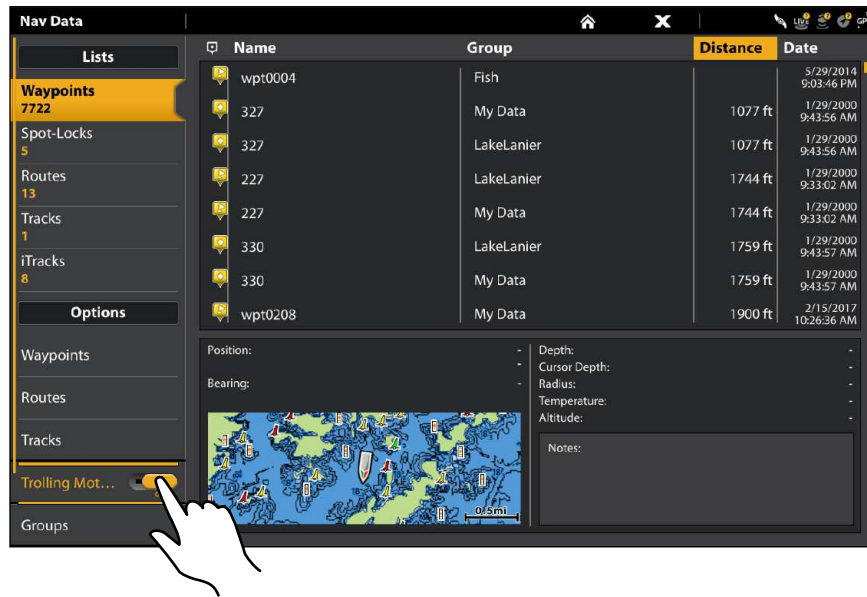 Nav Data
LIVE
Lists
Waypoints
7722
Spot-Locks
5
Routes
13
Tracks
1
iTracks
8
Options
Waypoints
Routes
Tracks
Trolling Mot...
Groups
Name Group Distance Date
wpt0004 Fish 5/29/2014 9:03:46 PM
327 My Data 1077 ft 1/29/2000 9:43:56 AM
327 LakeLanier 1077 ft 1/29/2000 9:43:56 AM
227 LakeLanier 1744 ft 1/29/2000 9:33:02 AM
227 My Data 1744 ft 1/29/2000 9:33:02 AM
330 LakeLanier 1759 ft 1/29/2000 9:43:57 AM
330 My Data 1759 ft 1/29/2000 9:43:57 AM
wpt0208 My Data 1900 ft 2/15/2017 10:26:36 AM
Position: -
-
Bearing: -
Depth: -
Cursor Depth: -
Radius: -
Temperature: -
Altitude: -
Notes:
0.5mi